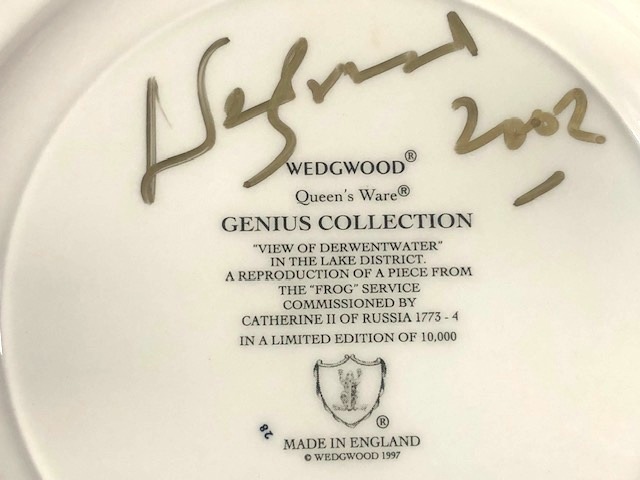 2002
WEDGWOOD®
Queen's Ware®
GENIUS COLLECTION
"VIEW OF DERWENTWATER"
IN THE LAKE DISTRICT.
A REPRODUCTION OF A PIECE FROM
THE "FROG" SERVICE
COMMISSIONED BY
CATHERINE II OF RUSSIA 1773 - 4
IN A LIMITED EDITION OF 10,000
®
28
MADE IN ENGLAND
© WEDGWOOD 1997